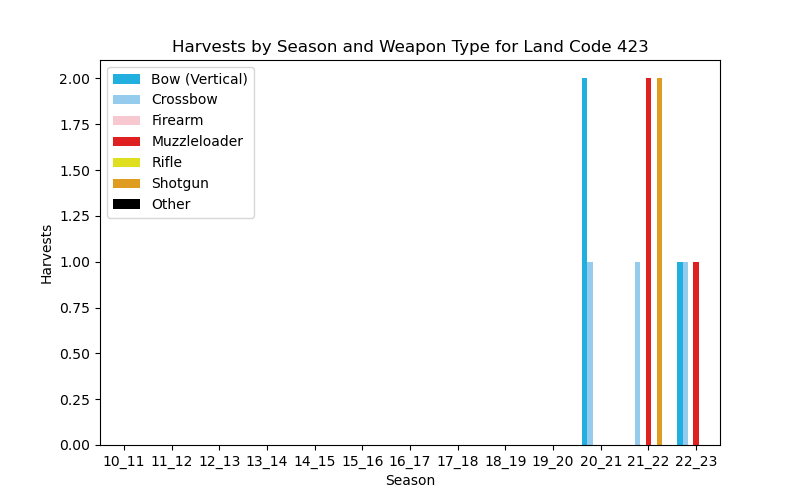 Harvests by Season and Weapon Type for Land Code 423
2.00
1.75
1.50
1.25
1.00
0.75
0.50
0.25
0.00
Harvests
Bow (Vertical)
Crossbow
Firearm
Muzzleloader
Rifle
Shotgun
Other
10_11 11_12 12_13 13_14 14_15 15_16 16_17 17_18 18_19 19_20 20_21 21_22 22_23
Season